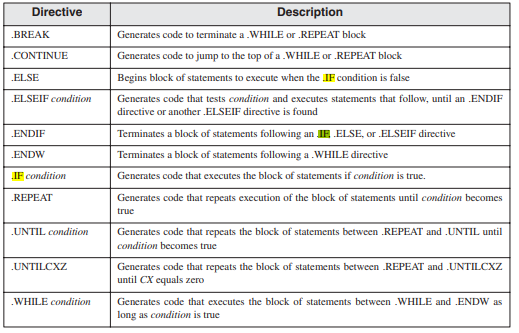 Directive Description
.BREAK Generates code to terminate a .WHILE or .REPEAT block
.CONTINUE Generates code to jump to the top of a .WHILE or .REPEAT block
.ELSE Begins block of statements to execute when the .IF condition is false
.ELSEIF condition Generates code that tests condition and executes statements that follow, until an .ENDIF
directive or another .ELSEIF directive is found
.ENDIF Terminates a block of statements following an .IF, .ELSE, or .ELSEIF directive
.ENDW Terminates a block of statements following a .WHILE directive
.IF condition Generates code that executes the block of statements if condition is true.
.REPEAT Generates code that repeats execution of the block of statements until condition becomes
true
.UNTIL condition Generates code that repeats the block of statements between .REPEAT and .UNTIL until
condition becomes true
.UNTILCXZ Generates code that repeats the block of statements between .REPEAT and .UNTILCXZ
until CX equals zero
.WHILE condition Generates code that executes the block of statements between .WHILE and .ENDW as
long as condition is true